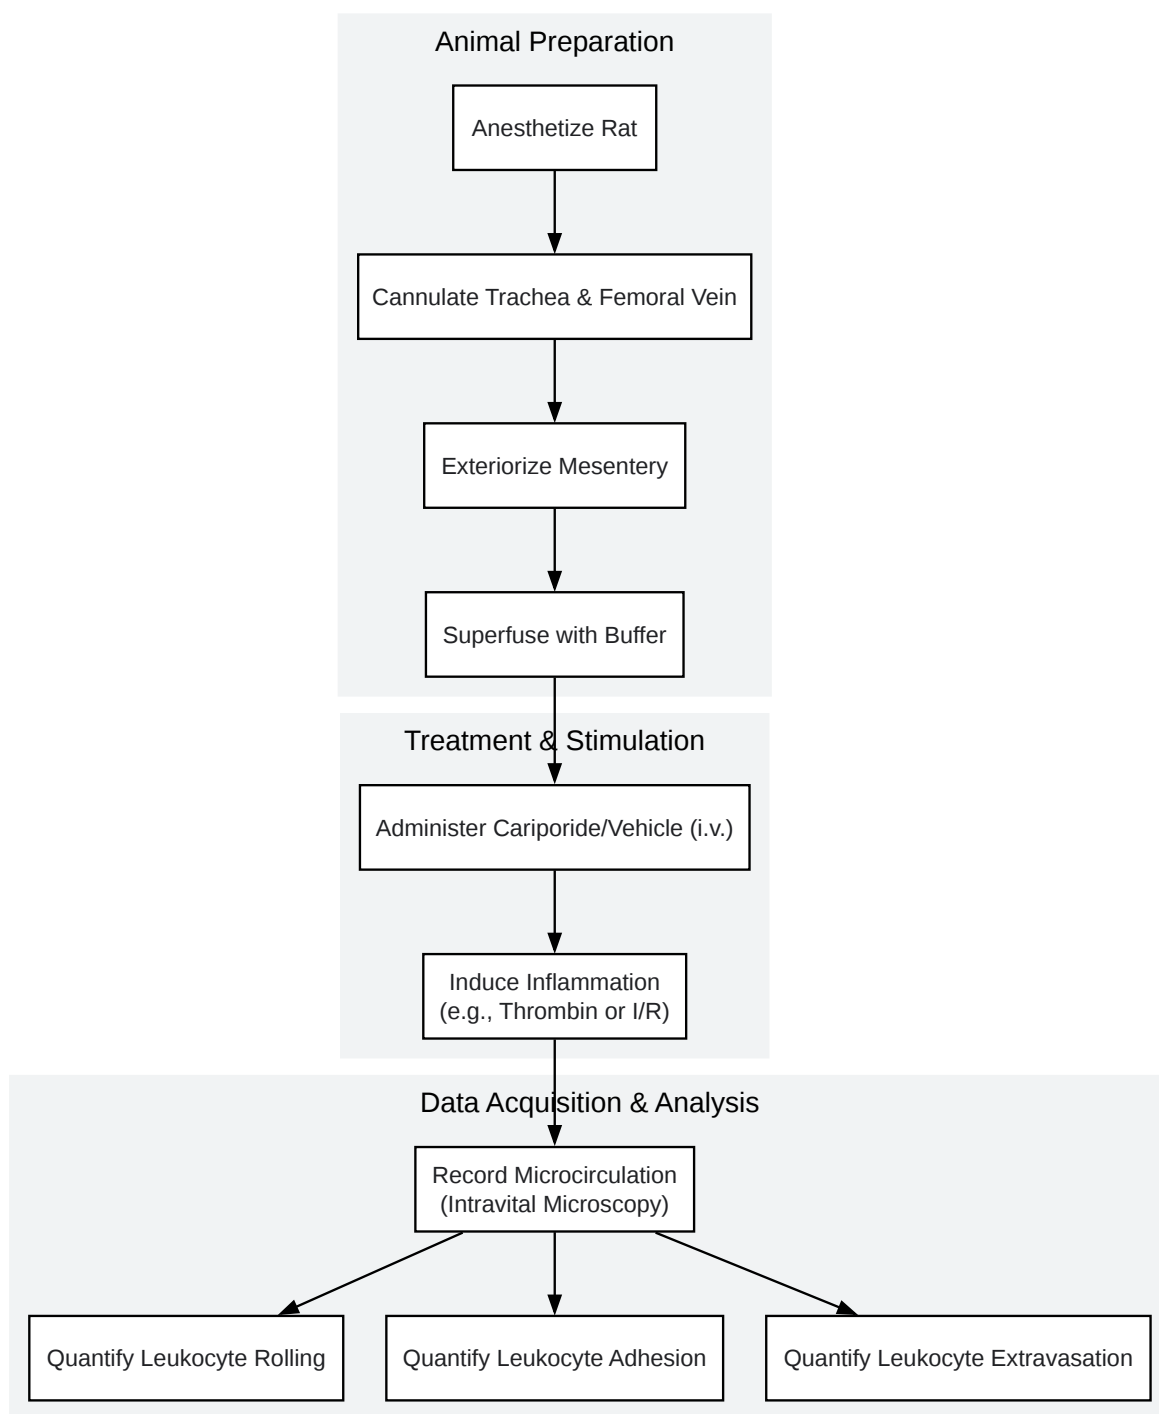 Animal Preparation
Anesthetize Rat
Cannulate Trachea & Femoral Vein
Exteriorize Mesentery
Superfuse with Buffer
Treatment & Stimulation
Administer Cariporide/Vehicle (i.v.)
Induce Inflammation
(e.g., Thrombin or I/R)
Data Acquisition & Analysis
Record Microcirculation
(Intravital Microscopy)
Quantify Leukocyte Rolling
Quantify Leukocyte Adhesion
Quantify Leukocyte Extravasation